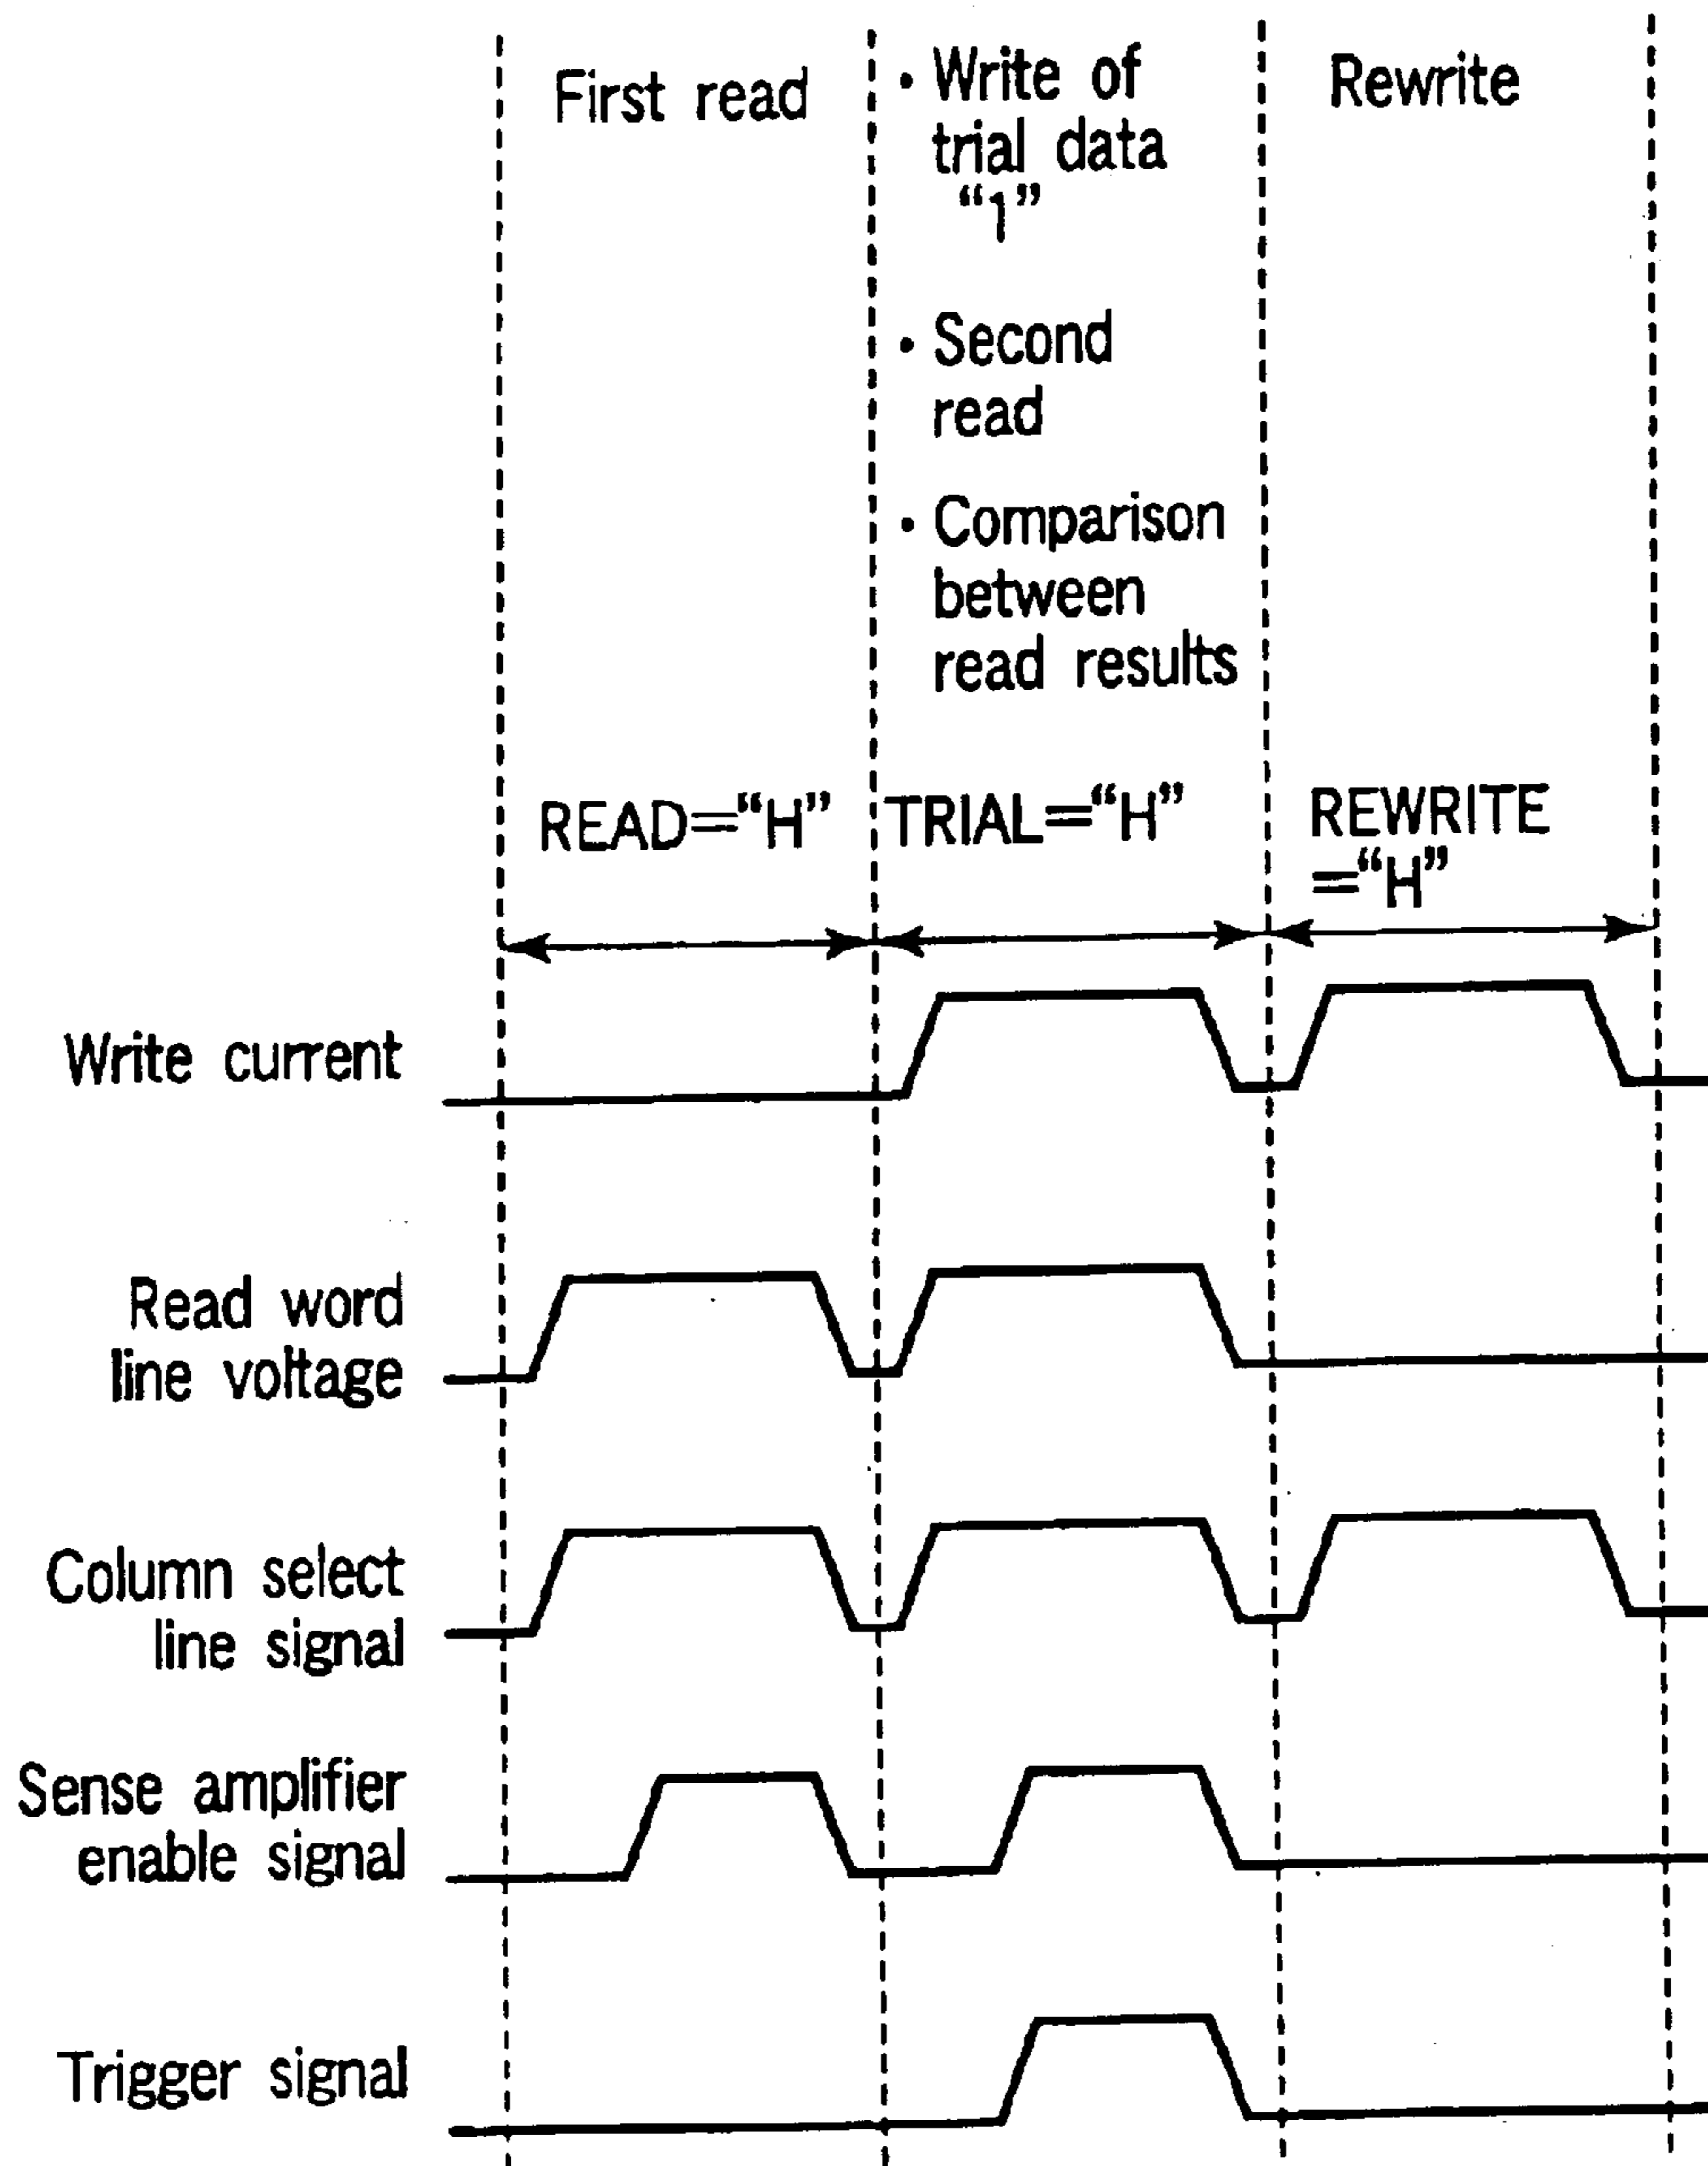 First read
• Write of
trial data
“1”
• Second
read
• Comparison
between
read results
Rewrite
READ=“H”
TRIAL=“H”
REWRITE
=“H”
Write current
Read word
line voltage
Column select
line signal
Sense amplifier
enable signal
Trigger signal